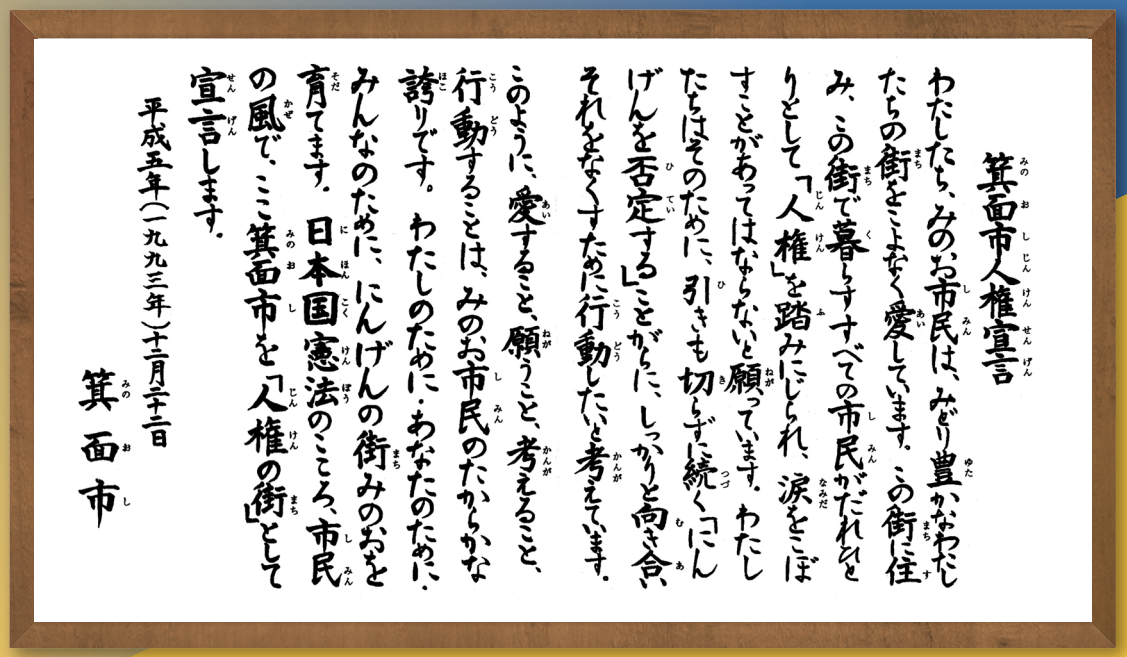 箕面市人権宣言
わたしたち、みのお市民は、みどり豊かなわたし
たちの街をこよなく愛しています。この街に住
み、この街で暮らすすべての市民がだれひと
りとして「人権」を踏みにじられ、涙をこぼ
すことがあってはならないと願っています。わたし
たちはそのために、引きも切らずに続く「にん
げんを否定する」ことがらに、しっかりと向き合い
それをなくすために行動したいと考えています。
このように、愛すること、願うこと、考えること、
行動することは、みのお市民のたからかな
誇りです。わたしのために・あなたのために・
みんなのために、にんげんの街みのおを
育てます。日本国憲法のこころ、市民
の風で、ここ箕面市を「人権の街」として
宣言します。
平成五年(一九九三年)十二月二十二日
箕面市